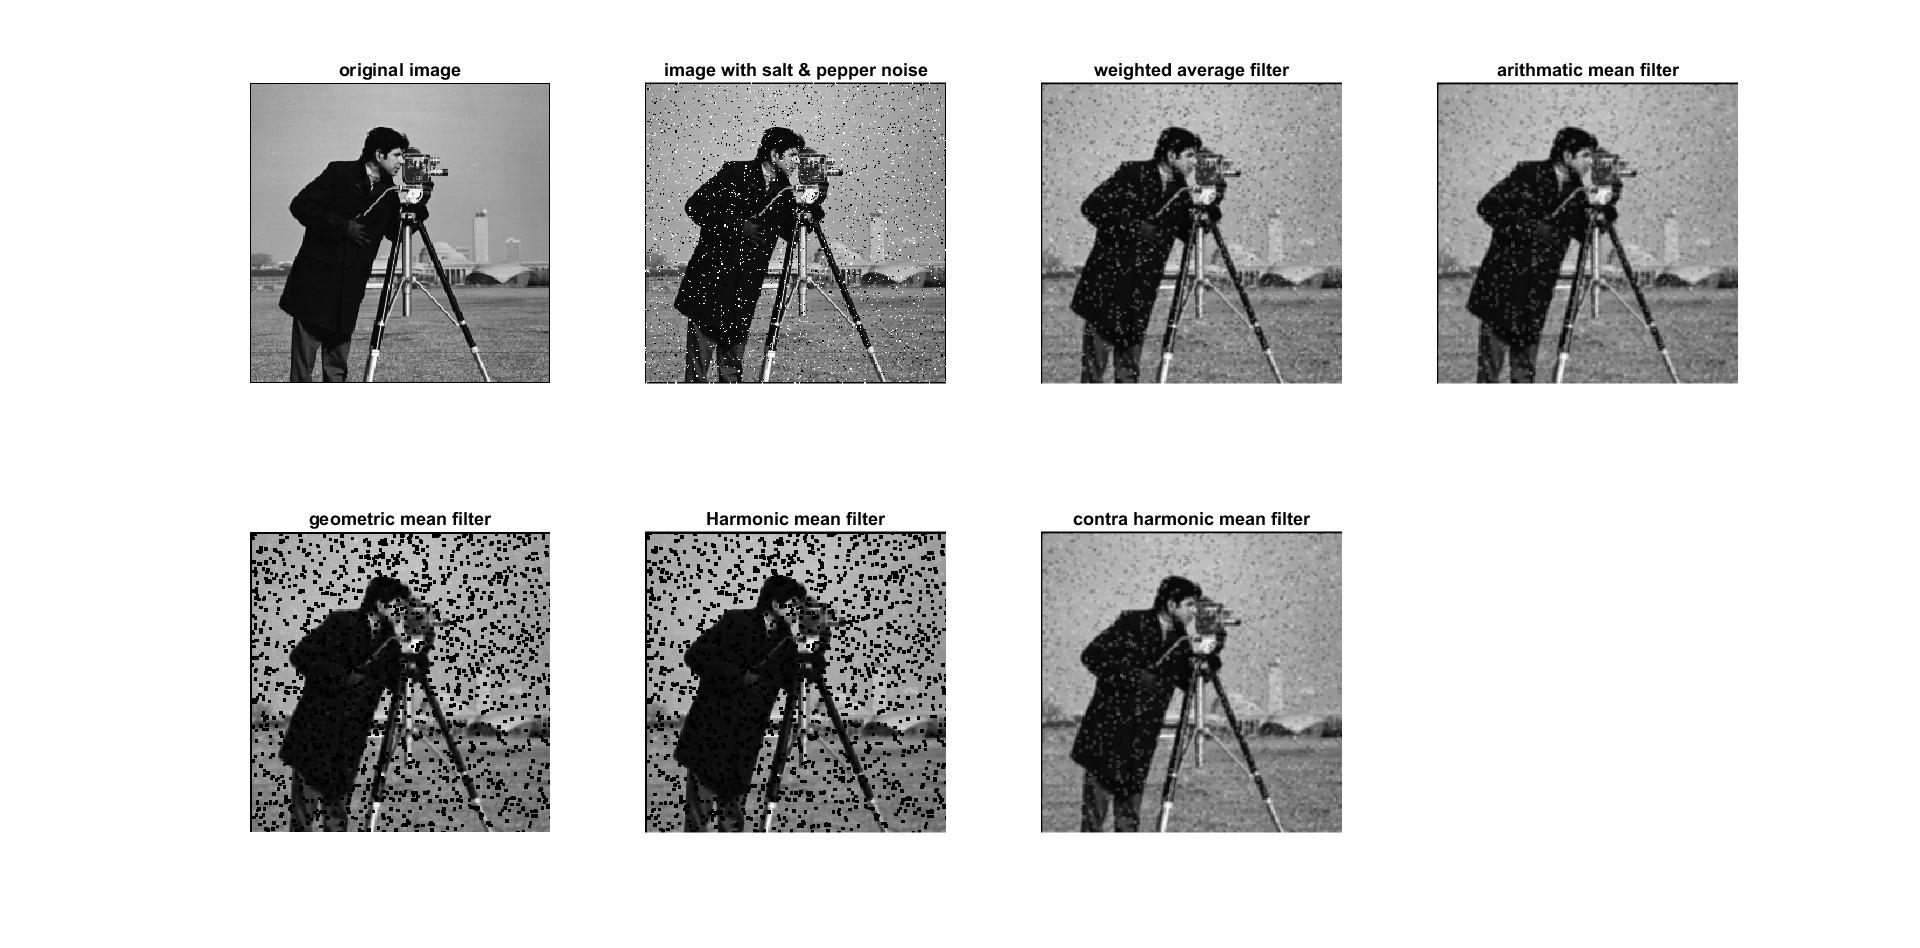 original image
image with salt & pepper noise
weighted average filter
arithmatic mean filter
geometric mean filter
Harmonic mean filter
contra harmonic mean filter